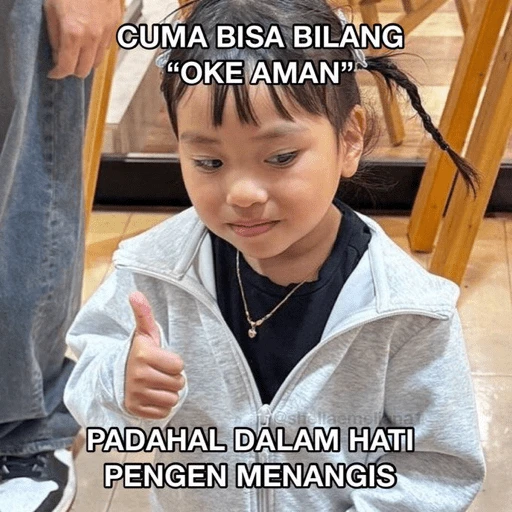 CUMA BISA BILANG
“OKE AMAN”
PADAHAL DALAM HATI
PENGEN MENANGIS